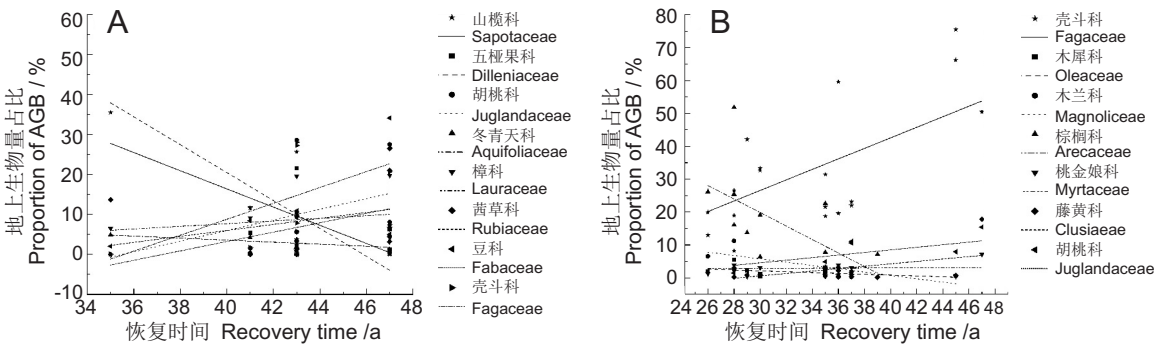 A
地上生物量占比
Proportion of AGB / %
60
50
40
30
20
10
0
-10
34
36
38
40
42
44
46
48
恢复时间 Recovery time /a
山榄科
Sapotaceae
五桠果科
Dilleniaceae
胡桃科
Juglandaceae
冬青天科
Aquifoliaceae
樟科
Lauraceae
茜草科
Rubiaceae
豆科
Fabaceae
壳斗科
Fagaceae
B
地上生物量占比
Proportion of AGB / %
80
70
60
50
40
30
20
10
0
24
26
28
30
32
34
36
38
40
42
44
46
48
恢复时间 Recovery time /a
壳斗科
Fagaceae
木犀科
Oleaceae
木兰科
Magnoliceae
棕榈科
Arecaceae
桃金娘科
Myrtaceae
藤黄科
Clusiaeae
胡桃科
Juglandaceae